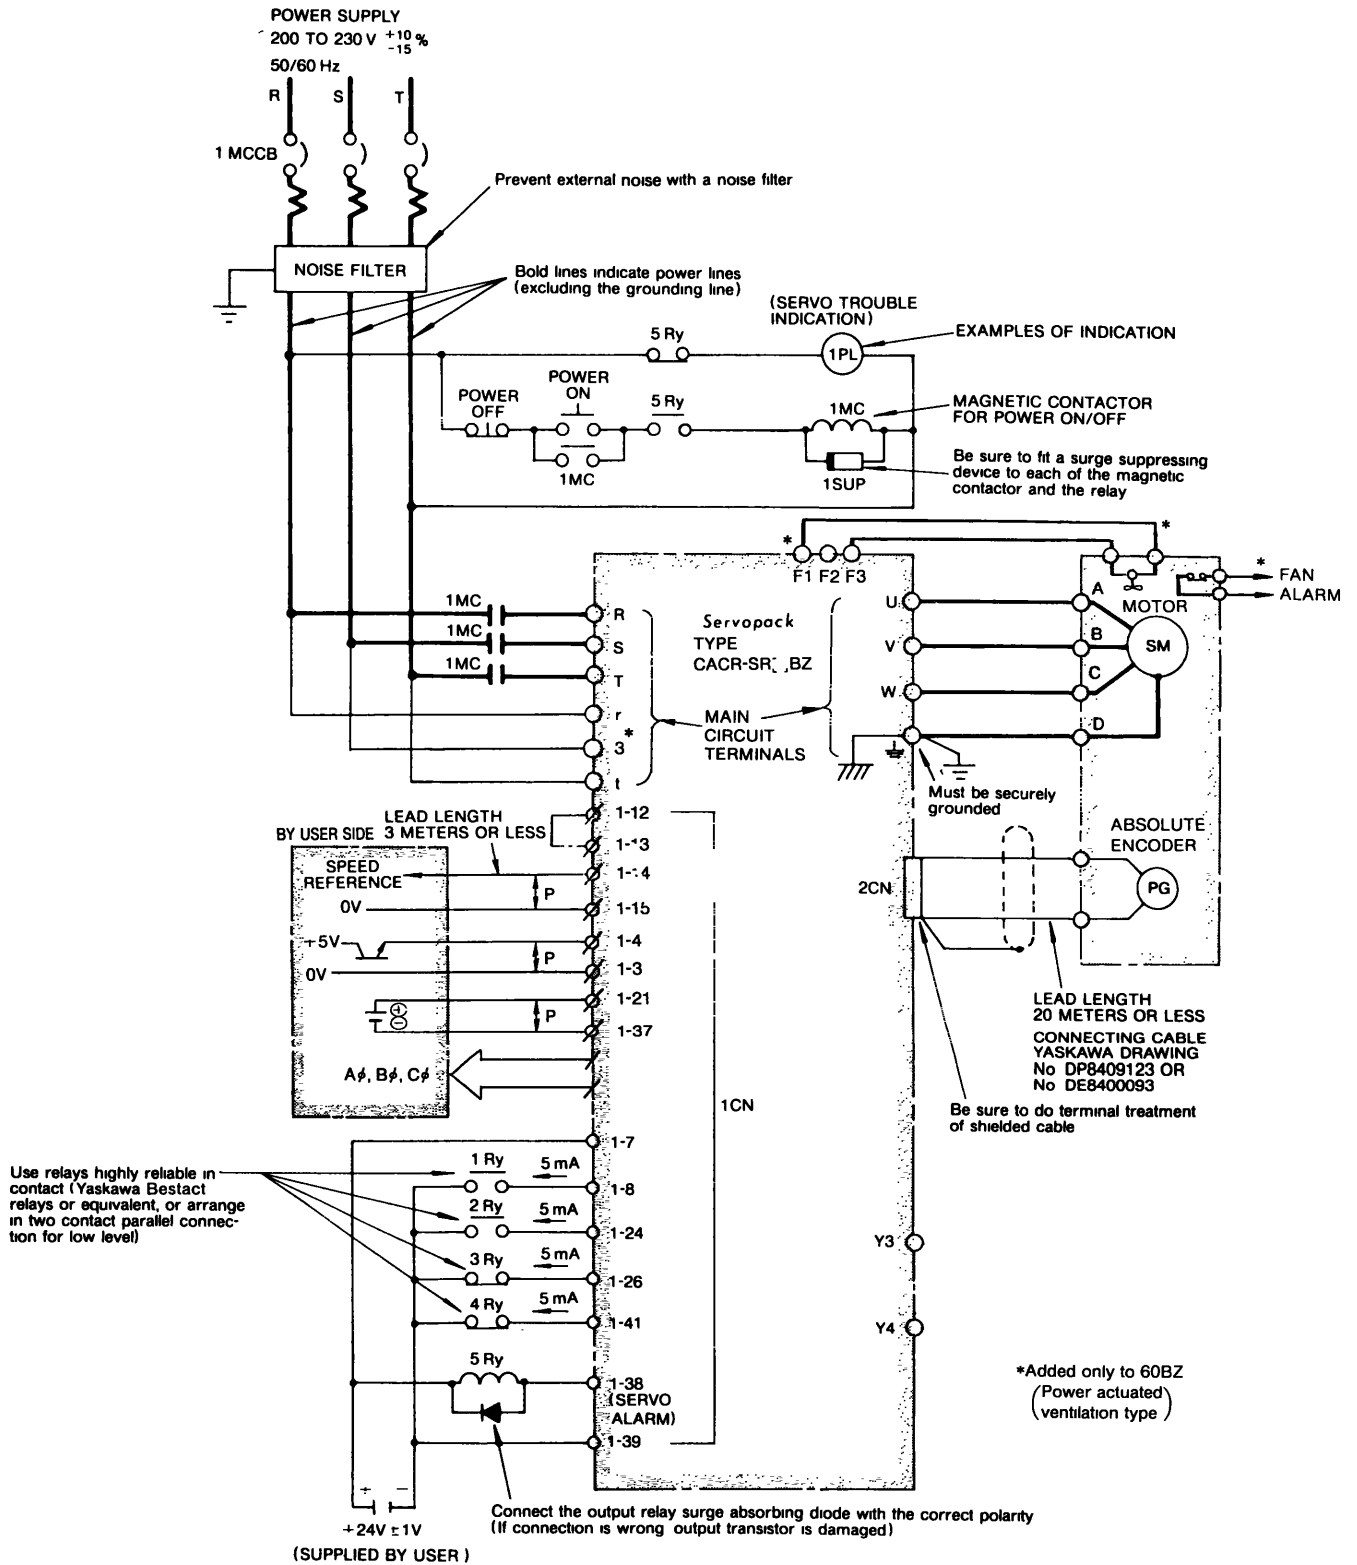 POWER SUPPLY
200 TO 230 V +10 -15 %
50/60 Hz
R
S
T
1 MCCB
Prevent external noise with a noise filter
NOISE FILTER
Bold lines indicate power lines
(excluding the grounding line)
(SERVO TROUBLE
INDICATION)
5 Ry
1PL
EXAMPLES OF INDICATION
POWER
OFF
POWER
ON
5 Ry
1MC
MAGNETIC CONTACTOR
FOR POWER ON/OFF
1MC
1SUP
Be sure to fit a surge suppressing
device to each of the magnetic
contactor and the relay
*
*
F1 F2 F3
*
FAN
ALARM
1MC
R
1MC
S
1MC
T
r
3
*
t
Servopack
TYPE
CACR-SR BZ
MAIN
CIRCUIT
TERMINALS
U
V
W
A
B
C
D
MOTOR
SM
Must be securely
grounded
1-12
LEAD LENGTH
3 METERS OR LESS
BY USER SIDE
1-13
SPEED
REFERENCE
1-14
P
0V
1-15
+5V
1-4
P
0V
1-3
1-21
+
−
P
1-37
Aϕ, Bϕ, Cϕ
1CN
ABSOLUTE
ENCODER
2CN
PG
LEAD LENGTH
20 METERS OR LESS
CONNECTING CABLE
YASKAWA DRAWING
No DP8409123 OR
No DE8400093
Be sure to do terminal treatment
of shielded cable
1-7
Use relays highly reliable in
contact (Yaskawa Bestact
relays or equivalent, or arrange
in two contact parallel connec-
tion for low level)
1 Ry
5 mA
1-8
2 Ry
5 mA
1-24
3 Ry
5 mA
1-26
4 Ry
5 mA
1-41
5 Ry
1-38
(SERVO
ALARM)
1-39
Y3
Y4
*Added only to 60BZ
(Power actuated
ventilation type)
+ −
+24V ±1V
(SUPPLIED BY USER)
Connect the output relay surge absorbing diode with the correct polarity
(If connection is wrong output transistor is damaged)